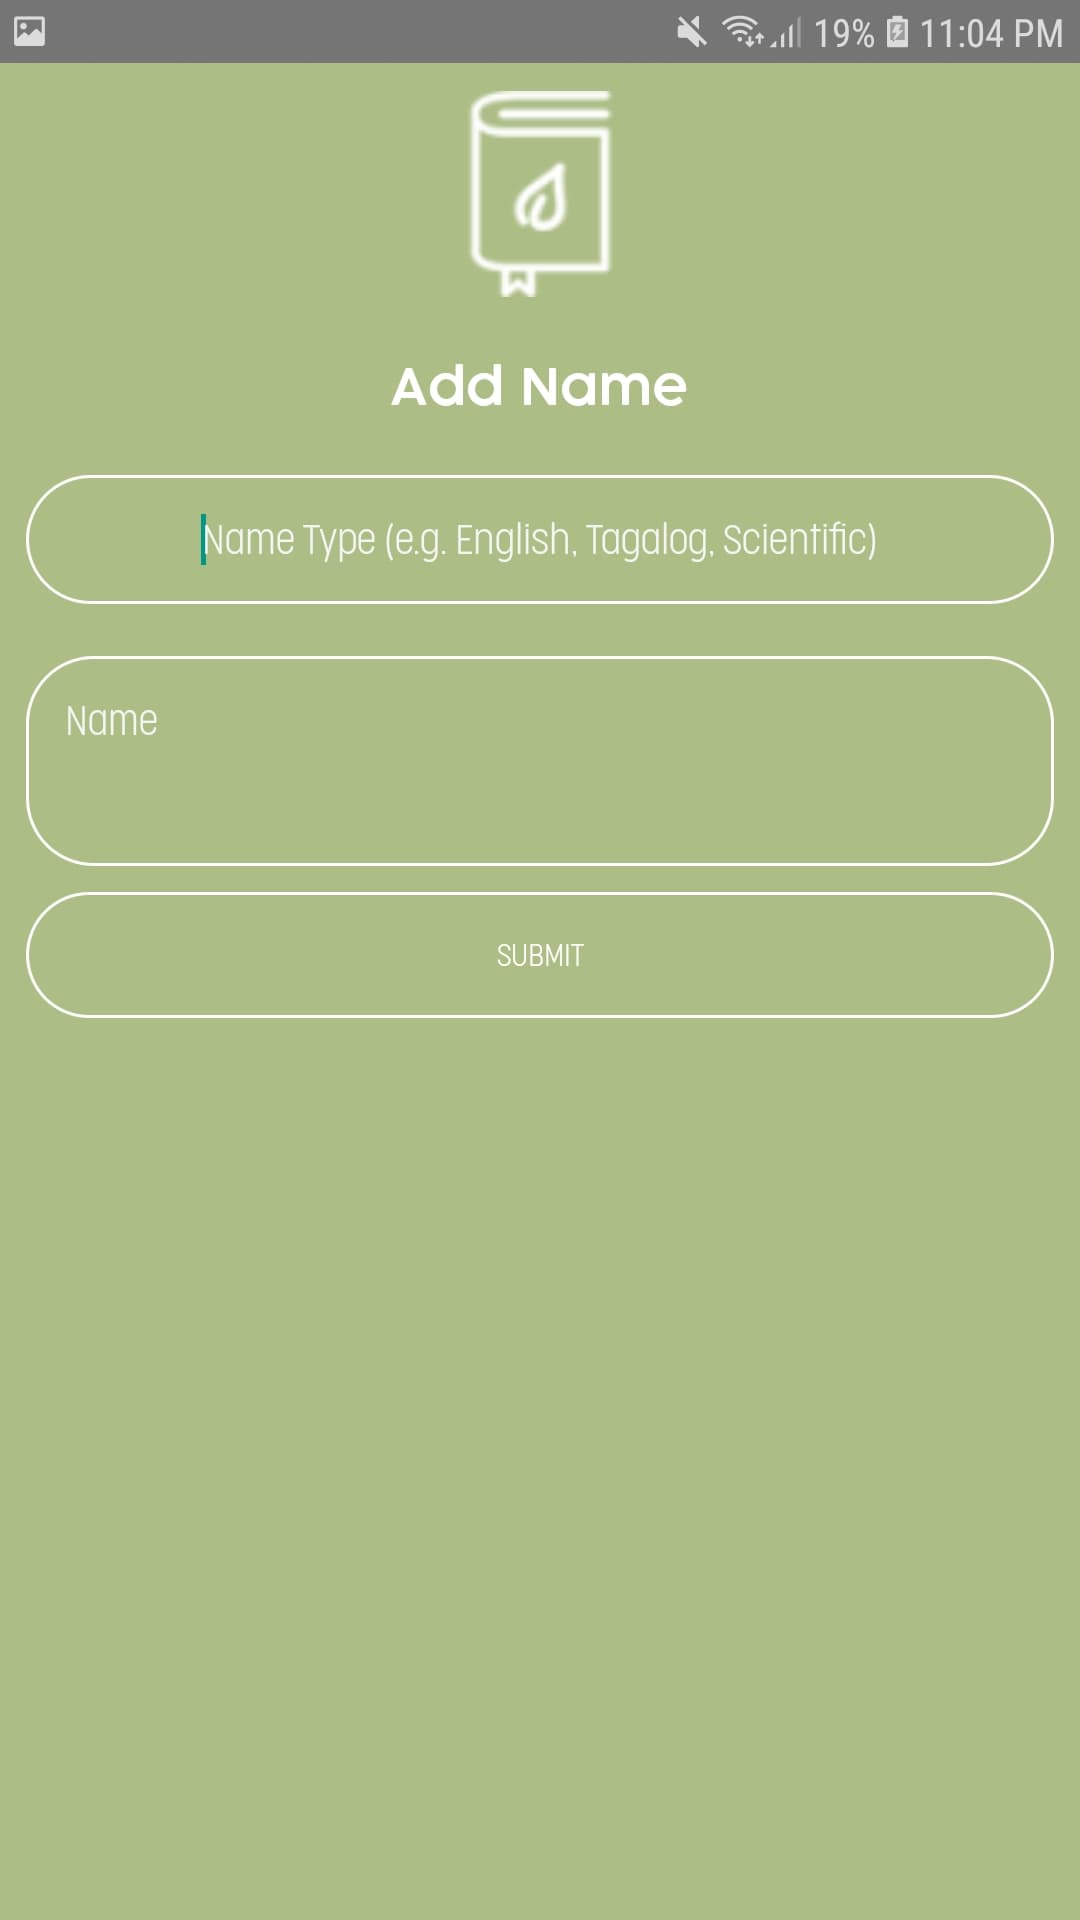 19% 11:04 PM
Add Name
Name Type (e.g. English, Tagalog, Scientific)
Name
SUBMIT